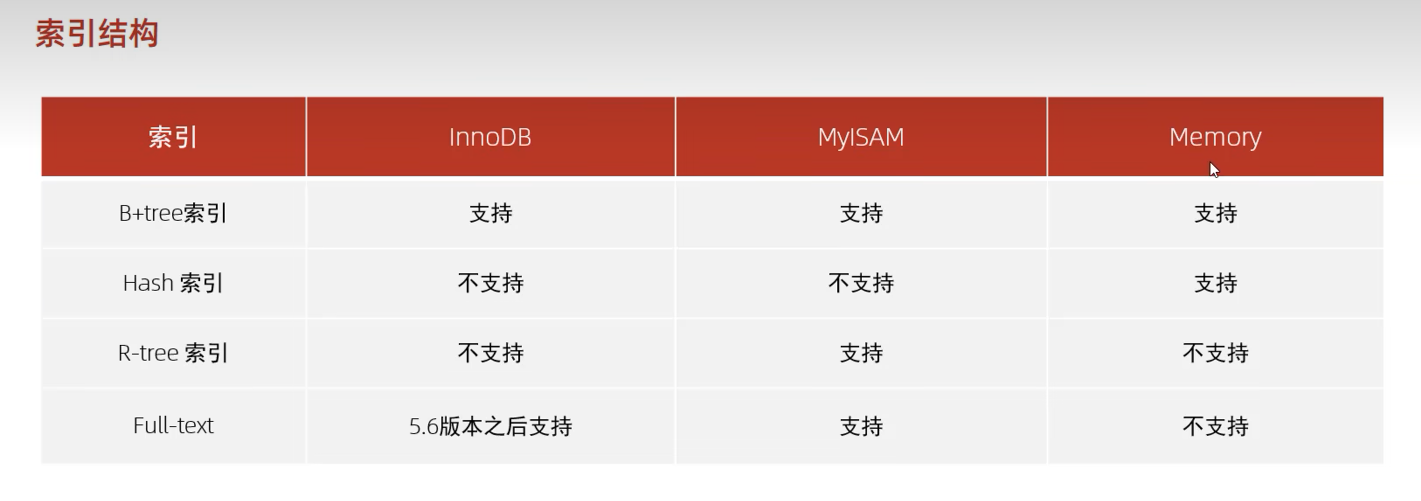 索引结构
索引 InnoDB MyISAM Memory
B+tree索引 支持 支持 支持
Hash 索引 不支持 不支持 支持
R-tree 索引 不支持 支持 不支持
Full-text 5.6版本之后支持 支持 不支持